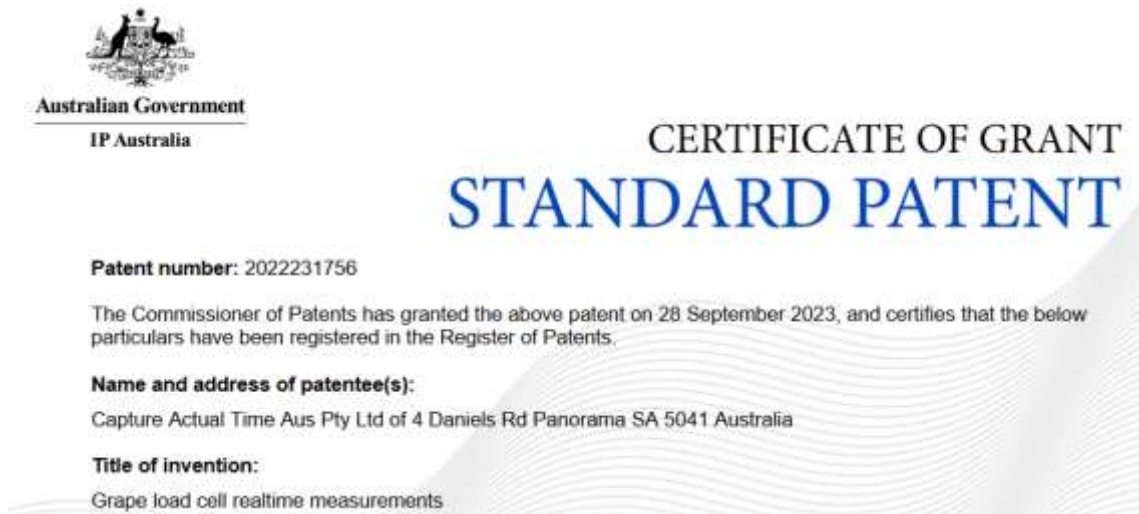 Australian Government
IP Australia
CERTIFICATE OF GRANT
STANDARD PATENT
Patent number: 2022231756
The Commissioner of Patents has granted the above patent on 28 September 2023, and certifies that the below
particulars have been registered in the Register of Patents.
Name and address of patentee(s):
Capture Actual Time Aus Pty Ltd of 4 Daniels Rd Panorama SA 5041 Australia
Title of invention:
Grape load cell realtime measurements